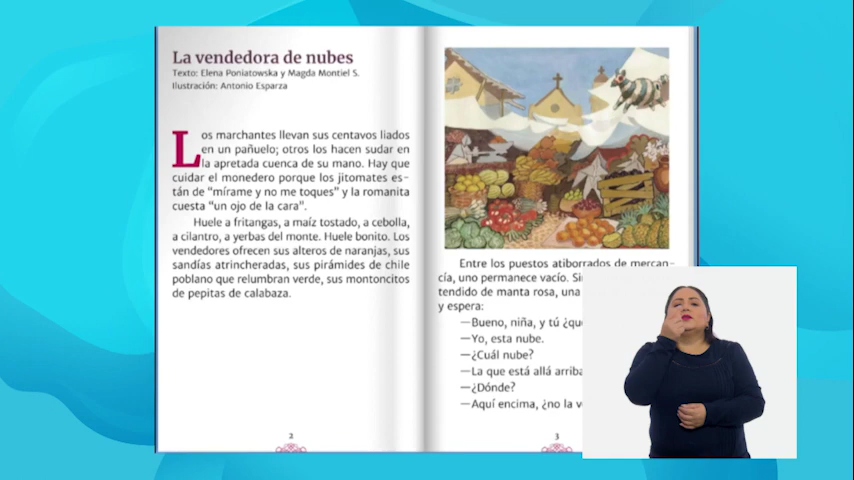 La vendedora de nubes
Texto: Elena Poniatowska y Magda Montiel S.
Ilustración: Antonio Esparza
Los marchantes llevan sus centavos liados
en un pañuelo; otros los hacen sudar en
la apretada cuenca de su mano. Hay que
cuidar el monedero porque los jitomates es-
tán de "mírame y no me toques" y la romanita
cuesta "un ojo de la cara".
Huele a fritangas, a maíz tostado, a cebolla,
a cilantro, a yerbas del monte. Huele bonito. Los
vendedores ofrecen sus alteros de naranjas, sus
sandías atrincheradas, sus pirámides de chile
poblano que relumbran verde, sus montoncitos
de pepitas de calabaza.
2
Entre los puestos atiborrados de mercan-
cía, uno permanece vacío.
tendido de manta rosa, una
y espera:
—Bueno, niña, y tú
—Yo, esta nube.
—¿Cuál nube?
—La que está allá
—¿Dónde?
—Aquí encima, ¿no la
3